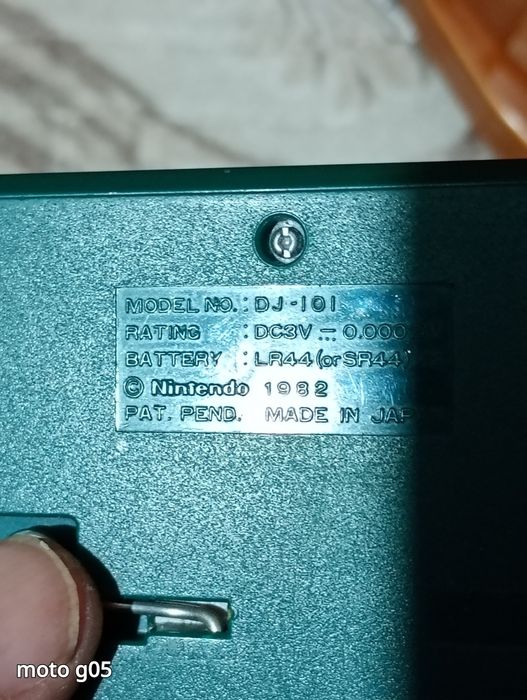 MODEL NO.: DJ-101
RATING : DC3V 0.000
BATTERY : LR44 (or SR44)
© Nintendo 1982
PAT. PEND. MADE IN JAP
moto g05